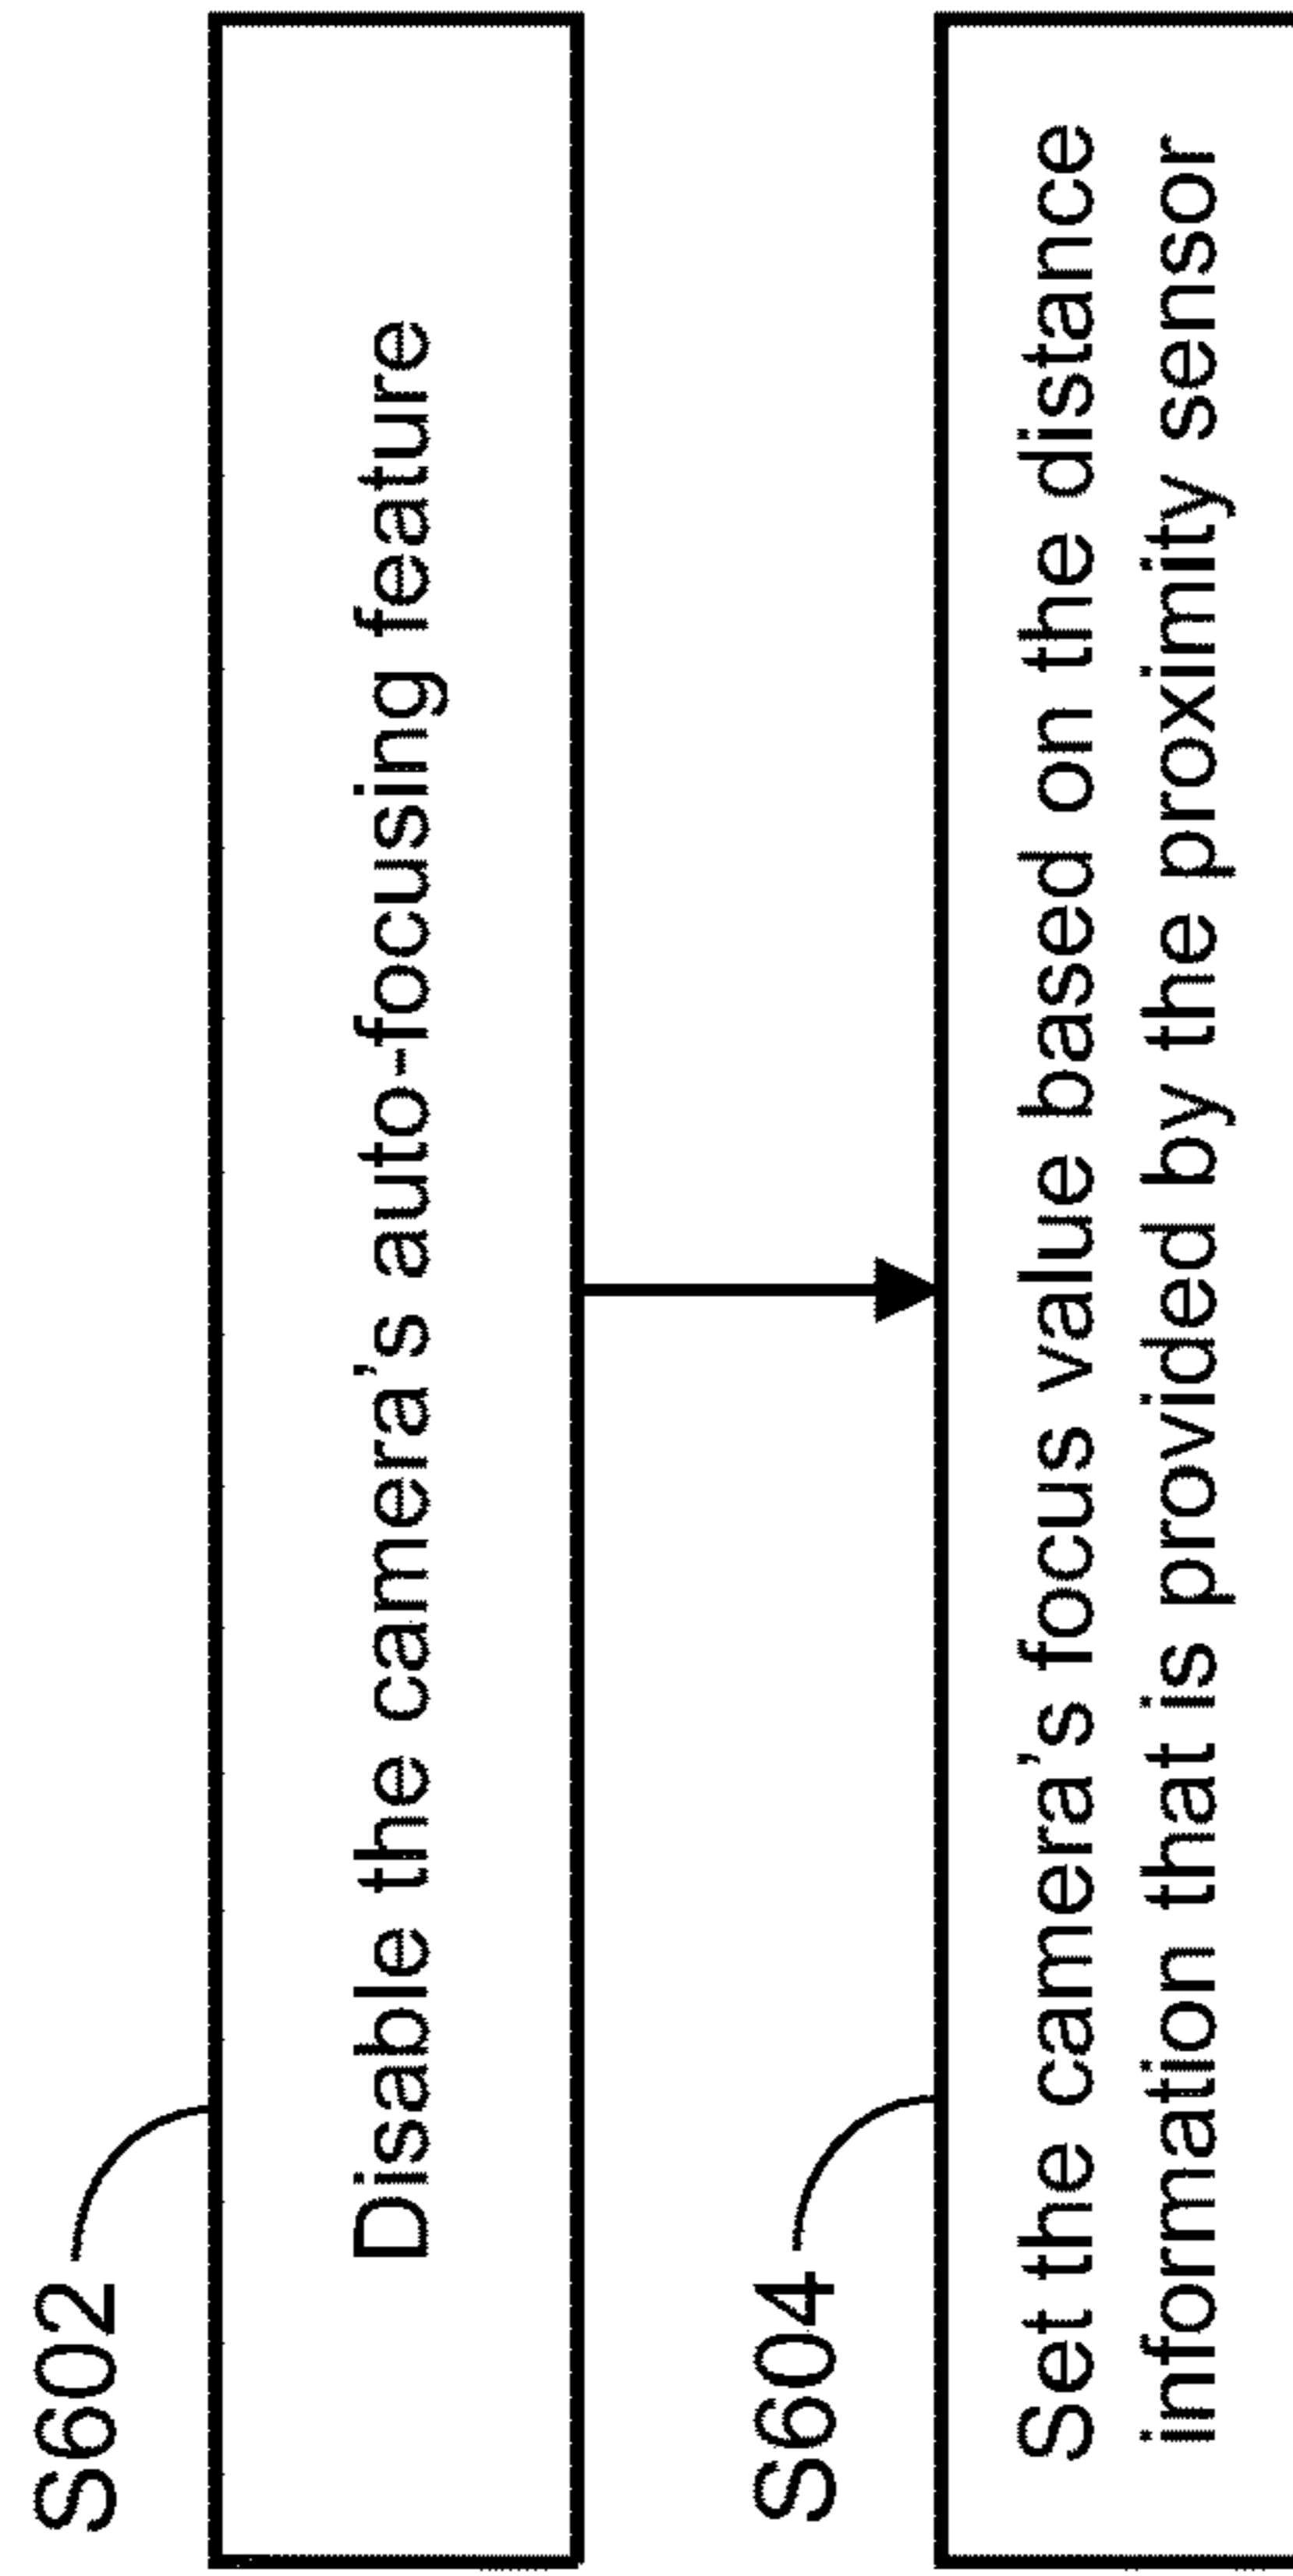 S602
Disable the camera's auto-focusing feature
S604
Set the camera's focus value based on the distance
information that is provided by the proximity sensor